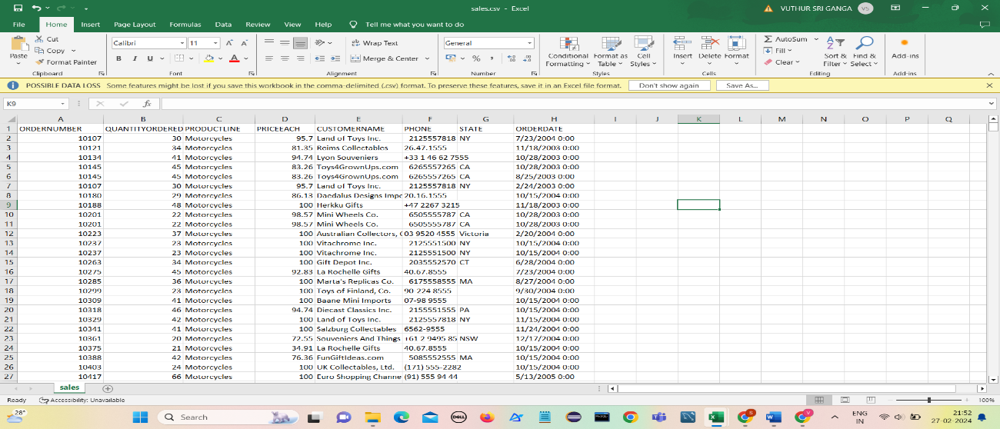 sales.csv - Excel
VUTHUR SRI GANGA VS
File Home Insert Page Layout Formulas Data Review View Help Tell me what you want to do
Paste Cut Copy Format Painter Clipboard
Calibri 11 B I U A Font
Wrap Text Merge & Center Alignment
General % Number
Conditional Formatting Format as Table Cell Styles Styles
Insert Delete Format Cells
AutoSum Fill Clear Sort & Filter Find & Select Editing
Add-ins Add-ins
POSSIBLE DATA LOSS Some features might be lost if you save this workbook in the comma-delimited (.csv) format. To preserve these features, save it in an Excel file format. Don't show again Save As...
K9 fx
A B C D E F G H I J K L M N O P Q
1 ORDERNUMBER QUANTITYORDERED PRODUCTLINE PRICEEACH CUSTOMERNAME PHONE STATE ORDERDATE
2 10107 30 Motorcycles 95.7 Land of Toys Inc. 2125557818 NY 7/23/2004 0:00
3 10121 34 Motorcycles 81.35 Reims Collectables 26.47.1555 11/18/2003 0:00
4 10134 41 Motorcycles 94.74 Lyon Souveniers +33 1 46 62 7555 10/28/2003 0:00
5 10145 45 Motorcycles 83.26 Toys4GrownUps.com 6265557265 CA 10/28/2003 0:00
6 10145 45 Motorcycles 83.26 Toys4GrownUps.com 6265557265 CA 8/25/2003 0:00
7 10107 30 Motorcycles 95.7 Land of Toys Inc. 2125557818 NY 2/24/2003 0:00
8 10180 29 Motorcycles 86.13 Daedalus Designs Impo 20.16.1555 10/15/2004 0:00
9 10188 48 Motorcycles 100 Herkku Gifts +47 2267 3215 11/18/2003 0:00
10 10201 22 Motorcycles 98.57 Mini Wheels Co. 6505555787 CA 10/28/2003 0:00
11 10201 22 Motorcycles 98.57 Mini Wheels Co. 6505555787 CA 10/28/2003 0:00
12 10223 37 Motorcycles 100 Australian Collectors, C 03 9520 4555 Victoria 2/20/2004 0:00
13 10237 23 Motorcycles 100 Vitachrome Inc. 2125551500 NY 10/15/2004 0:00
14 10237 23 Motorcycles 100 Vitachrome Inc. 2125551500 NY 10/15/2004 0:00
15 10263 34 Motorcycles 100 Gift Depot Inc. 2035552570 CT 6/28/2004 0:00
16 10275 45 Motorcycles 92.83 La Rochelle Gifts 40.67.8555 7/23/2004 0:00
17 10285 36 Motorcycles 100 Marta's Replicas Co. 6175558555 MA 8/27/2004 0:00
18 10299 23 Motorcycles 100 Toys of Finland, Co. 90-224 8555 9/30/2004 0:00
19 10309 41 Motorcycles 100 Baane Mini Imports 07-98 9555 10/15/2004 0:00
20 10318 46 Motorcycles 94.74 Diecast Classics Inc. 2155551555 PA 10/15/2004 0:00
21 10329 42 Motorcycles 100 Land of Toys Inc. 2125557818 NY 11/15/2004 0:00
22 10341 41 Motorcycles 100 Salzburg Collectables 6562-9555 11/24/2004 0:00
23 10361 20 Motorcycles 72.55 Souveniers And Things +61 2 9495 85 NSW 12/17/2004 0:00
24 10375 21 Motorcycles 34.91 La Rochelle Gifts 40.67.8555 10/15/2004 0:00
25 10388 42 Motorcycles 76.36 FunGiftIdeas.com 5085552555 MA 10/15/2004 0:00
26 10403 24 Motorcycles 100 UK Collectables, Ltd. (171) 555-2282 10/15/2004 0:00
27 10417 66 Motorcycles 100 Euro Shopping Channe (91) 555 94 44 5/13/2005 0:00
sales
Ready Accessibility: Unavailable 100%
28° Search DELL ENG IN 21:52 27-02-2024